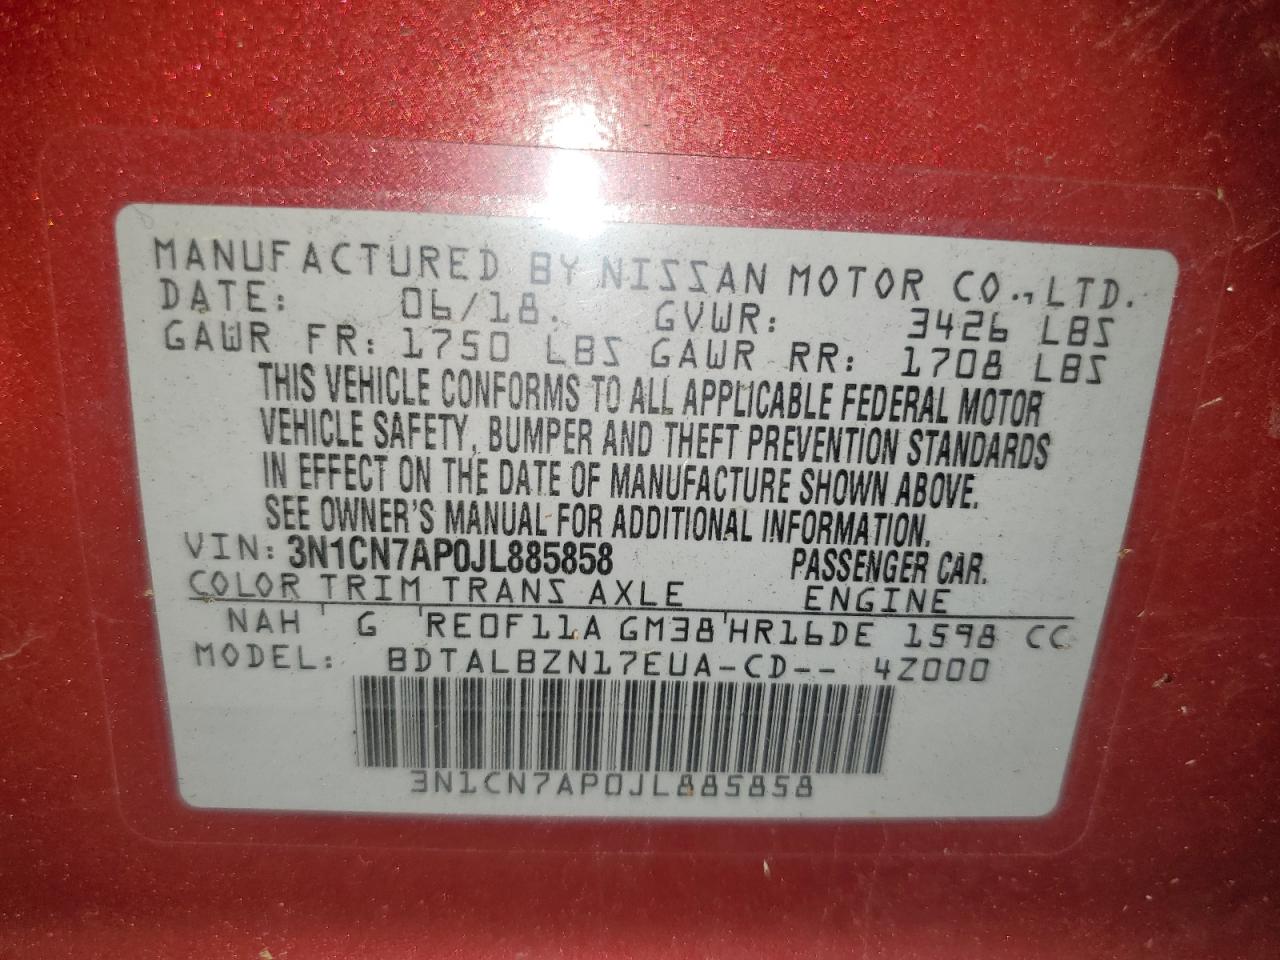 MANUFACTURED BY NISSAN MOTOR CO., LTD.
DATE: 06/18. GVWR: 3426 LBS
GAWR FR: 1750 LBS GAWR RR: 1708 LBS
THIS VEHICLE CONFORMS TO ALL APPLICABLE FEDERAL MOTOR
VEHICLE SAFETY, BUMPER AND THEFT PREVENTION STANDARDS
IN EFFECT ON THE DATE OF MANUFACTURE SHOWN ABOVE.
SEE OWNER'S MANUAL FOR ADDITIONAL INFORMATION.
VIN: 3N1CN7AP0JL885858 PASSENGER CAR.
COLOR TRIM TRANS AXLE ENGINE
NAH G RE0F11A GM38 HR16DE 1598 CC
MODEL: BDTALBZN17EUA-CD-- 4Z000
3N1CN7AP0JL885858